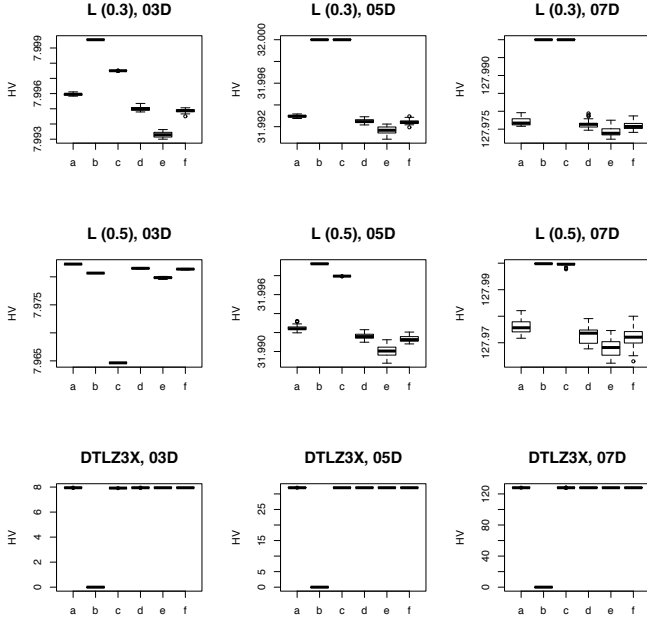 L (0.3), 03D
L (0.3), 05D
L (0.3), 07D
HV
7.993 7.996 7.999
31.992 31.996 32.000
127.975 127.990
a b c d e f
a b c d e f
a b c d e f
L (0.5), 03D
L (0.5), 05D
L (0.5), 07D
HV
7.965 7.975
HV
31.990 31.996
HV
127.97 127.99
a b c d e f
a b c d e f
a b c d e f
DTLZ3X, 03D
DTLZ3X, 05D
DTLZ3X, 07D
HV
0 2 4 6 8
HV
0 5 15 25
HV
0 40 80 120
a b c d e f
a b c d e f
a b c d e f